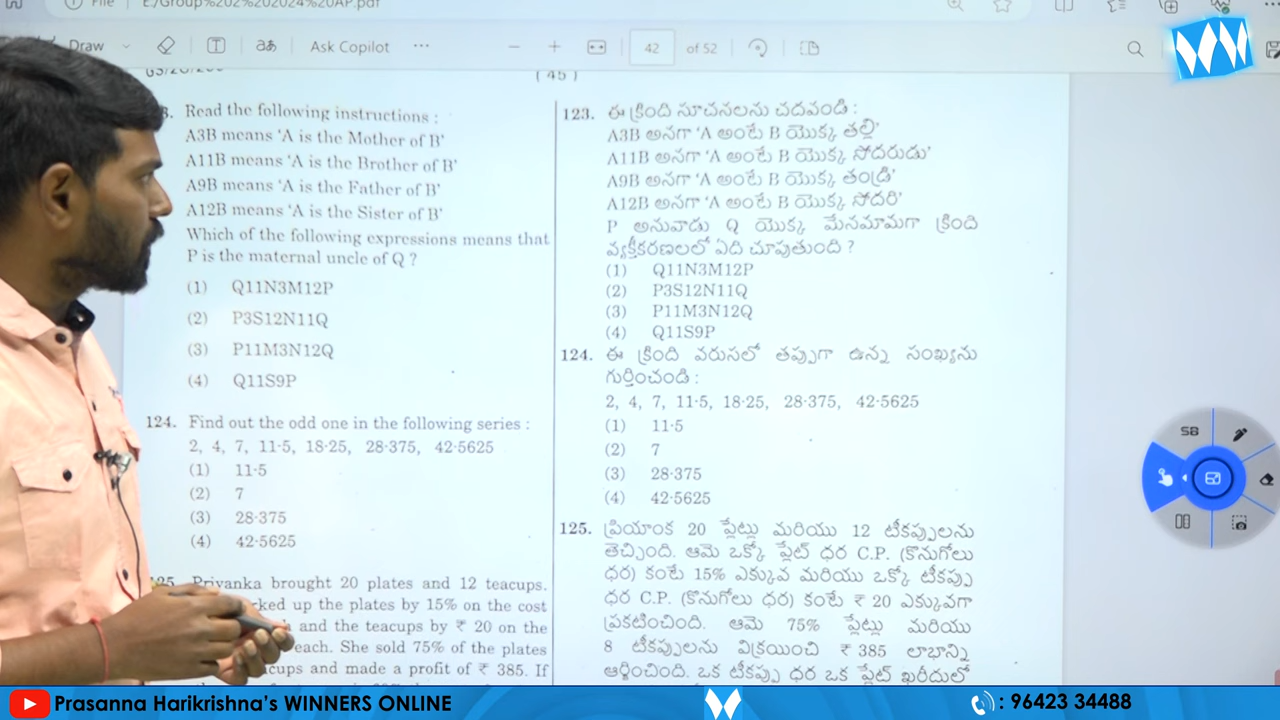 File
E:/Group%202%202024%20AP.pdf
Draw
Ask Copilot
42
of 52
( 45 )
Read the following instructions :
A3B means 'A is the Mother of B'
A11B means 'A is the Brother of B'
A9B means 'A is the Father of B'
A12B means 'A is the Sister of B'
Which of the following expressions means that
P is the maternal uncle of Q ?
(1) Q11N3M12P
(2) P3S12N11Q
(3) P11M3N12Q
(4) Q11S9P
124. Find out the odd one in the following series :
2, 4, 7, 11·5, 18·25, 28·375, 42·5625
(1) 11·5
(2) 7
(3) 28·375
(4) 42·5625
Priyanka brought 20 plates and 12 teacups.
up the plates by 15% on the cost
and the teacups by ₹ 20 on the
each. She sold 75% of the plates
and made a profit of ₹ 385. If
123. ఈ క్రింది సూచనలను చదవండి :
A3B అనగా 'A అంటే B యొక్క తల్లి'
A11B అనగా 'A అంటే B యొక్క సోదరుడు'
A9B అనగా 'A అంటే B యొక్క తండ్రి'
A12B అనగా 'A అంటే B యొక్క సోదరి'
P అనువాడు Q యొక్క మేనమామగా క్రింది
వ్యక్తీకరణలలో ఏది చూపుతుంది ?
(1) Q11N3M12P
(2) P3S12N11Q
(3) P11M3N12Q
(4) Q11S9P
124. ఈ క్రింది వరుసలో తప్పుగా ఉన్న సంఖ్యను
గుర్తించండి :
2, 4, 7, 11·5, 18·25, 28·375, 42·5625
(1) 11·5
(2) 7
(3) 28·375
(4) 42·5625
125. ప్రియాంక 20 ప్లేట్లు మరియు 12 టీకప్పులను
తెచ్చింది. ఆమె ఒక్కో ప్లేట్ ధర C.P. (కొనుగోలు
ధర) కంటే 15% ఎక్కువ మరియు ఒక్కో టీకప్పు
ధర C.P. (కొనుగోలు ధర) కంటే ₹ 20 ఎక్కువగా
ప్రకటించింది. ఆమె 75% ప్లేట్లు మరియు
8 టీకప్పులను విక్రయించి ₹ 385 లాభాన్ని
ఆర్జించింది. ఒక టీకప్పు ధర ఒక ప్లేట్ ఖరీదులో
SB
Prasanna Harikrishna's WINNERS ONLINE
: 96423 34488